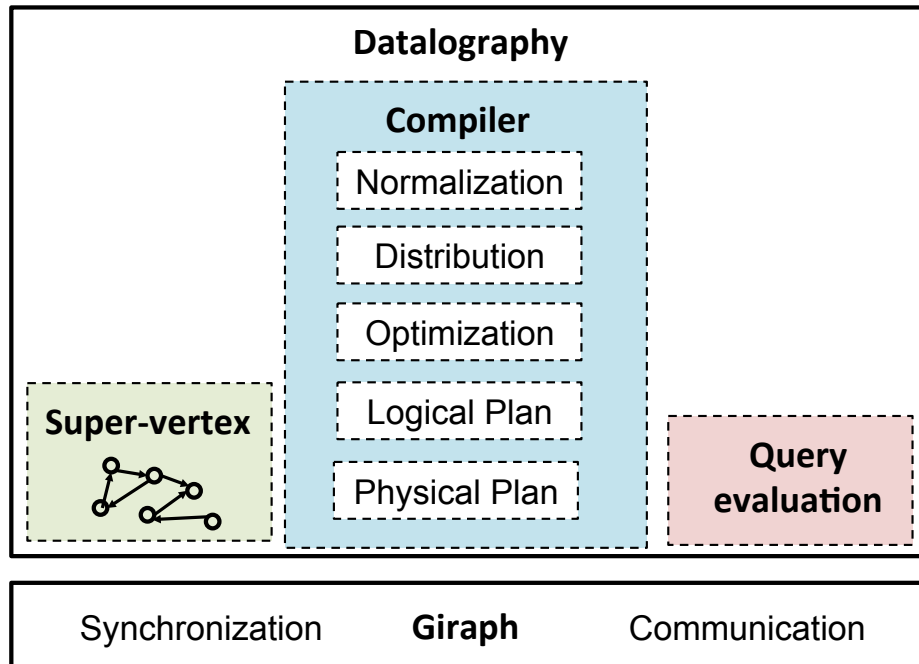 Datalography
Compiler
Normalization
Distribution
Optimization
Logical Plan
Physical Plan
Super-vertex
Query
evaluation
Synchronization Giraph Communication